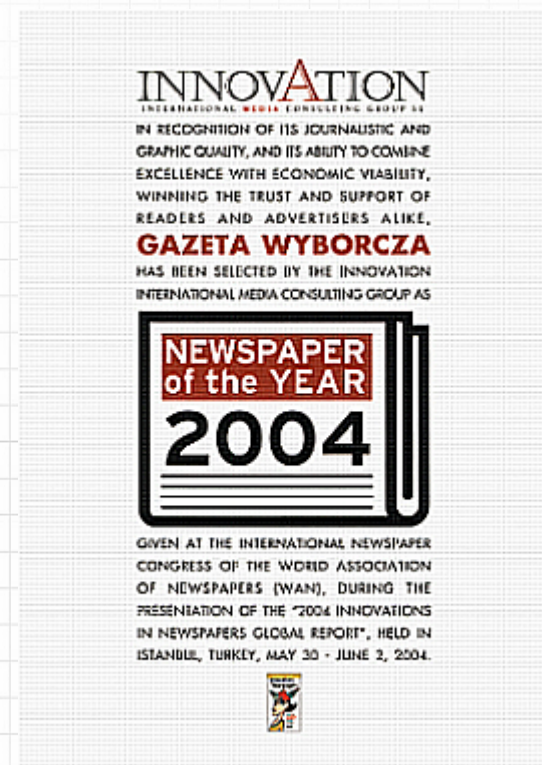 INNOVATION
INTERNATIONAL MEDIA CONSULTING GROUP
IN RECOGNITION OF ITS JOURNALISTIC AND
GRAPHIC QUALITY, AND ITS ABILITY TO COMBINE
EXCELLENCE WITH ECONOMIC VIABILITY,
WINNING THE TRUST AND SUPPORT OF
READERS AND ADVERTISERS ALIKE,
GAZETA WYBORCZA
HAS BEEN SELECTED BY THE INNOVATION
INTERNATIONAL MEDIA CONSULTING GROUP AS
NEWSPAPER
of the YEAR
2004
GIVEN AT THE INTERNATIONAL NEWSPAPER
CONGRESS OF THE WORLD ASSOCIATION
OF NEWSPAPERS (WAN), DURING THE
PRESENTATION OF THE "2004 INNOVATIONS
IN NEWSPAPERS GLOBAL REPORT", HELD IN
ISTANBUL, TURKEY, MAY 30 - JUNE 2, 2004.